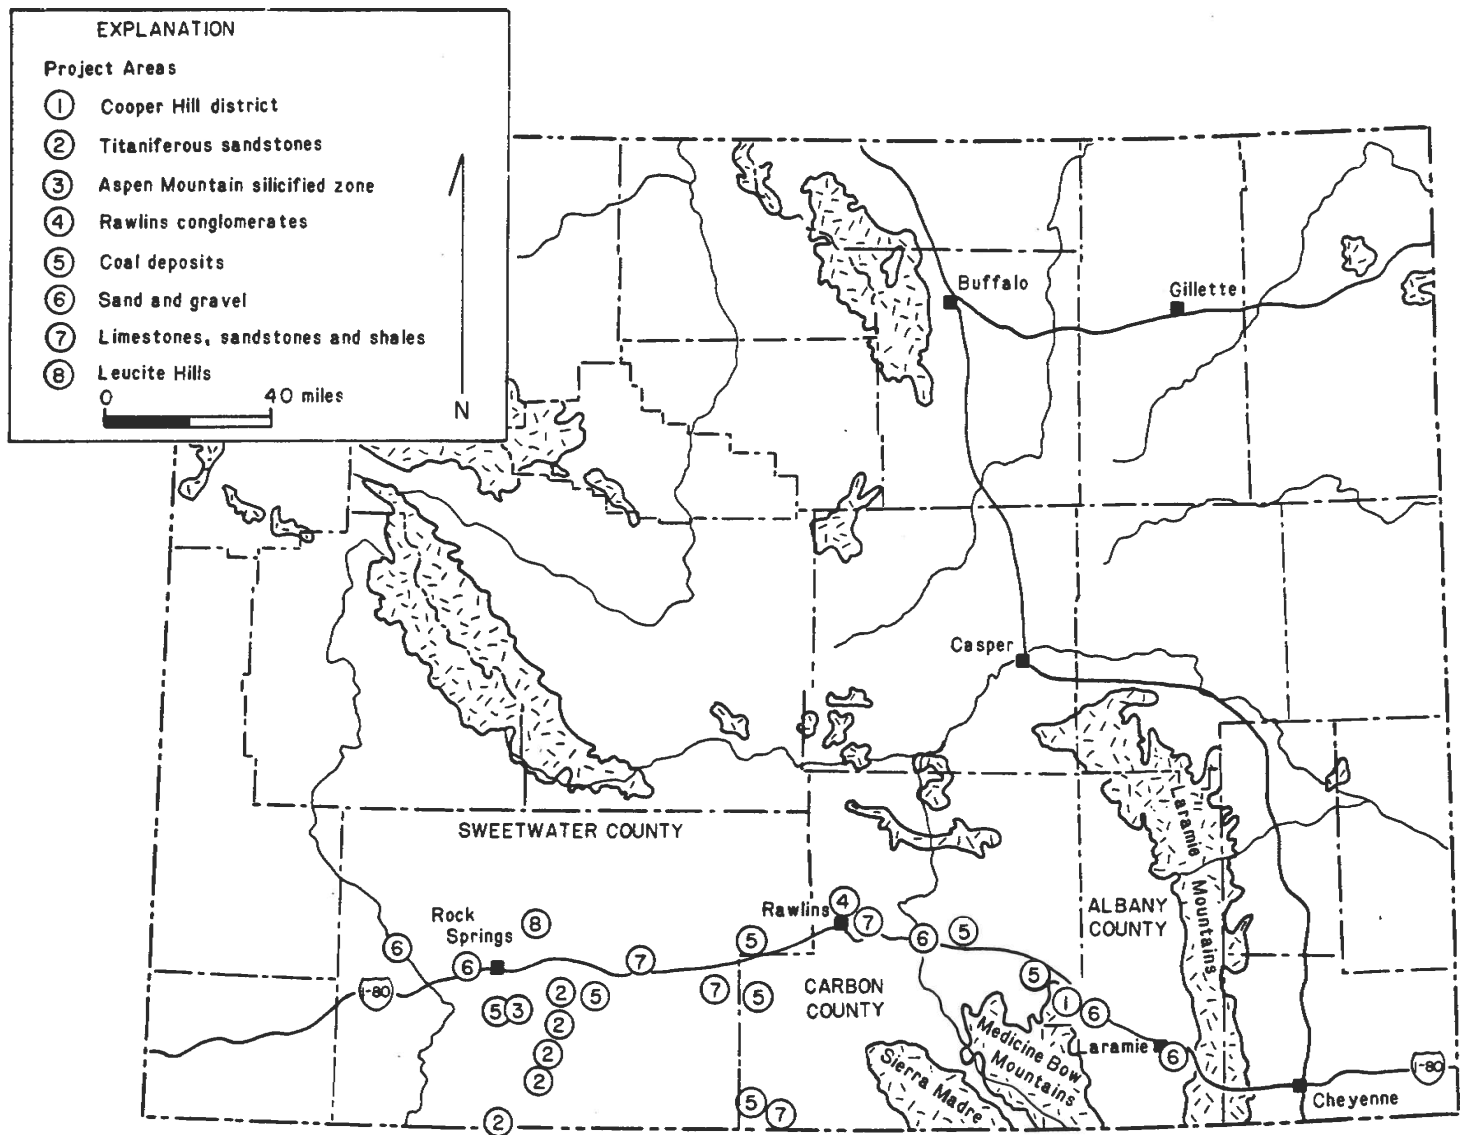 EXPLANATION
Project Areas
1 Cooper Hill district
2 Titaniferous sandstones
3 Aspen Mountain silicified zone
4 Rawlins conglomerates
5 Coal deposits
6 Sand and gravel
7 Limestones, sandstones and shales
8 Leucite Hills
0 40 miles
N
Buffalo
Gillette
Casper
SWEETWATER COUNTY
Laramie Mountains
Rock
Springs
8
Rawlins
4
7
ALBANY
COUNTY
6
6
7
5
6
5
I-80
7
5
CARBON
COUNTY
5
1
6
5
3
2
5
2
2
2
2
Medicine Bow
Mountains
Sierra Madre
Laramie
6
I-80
Cheyenne
5
7